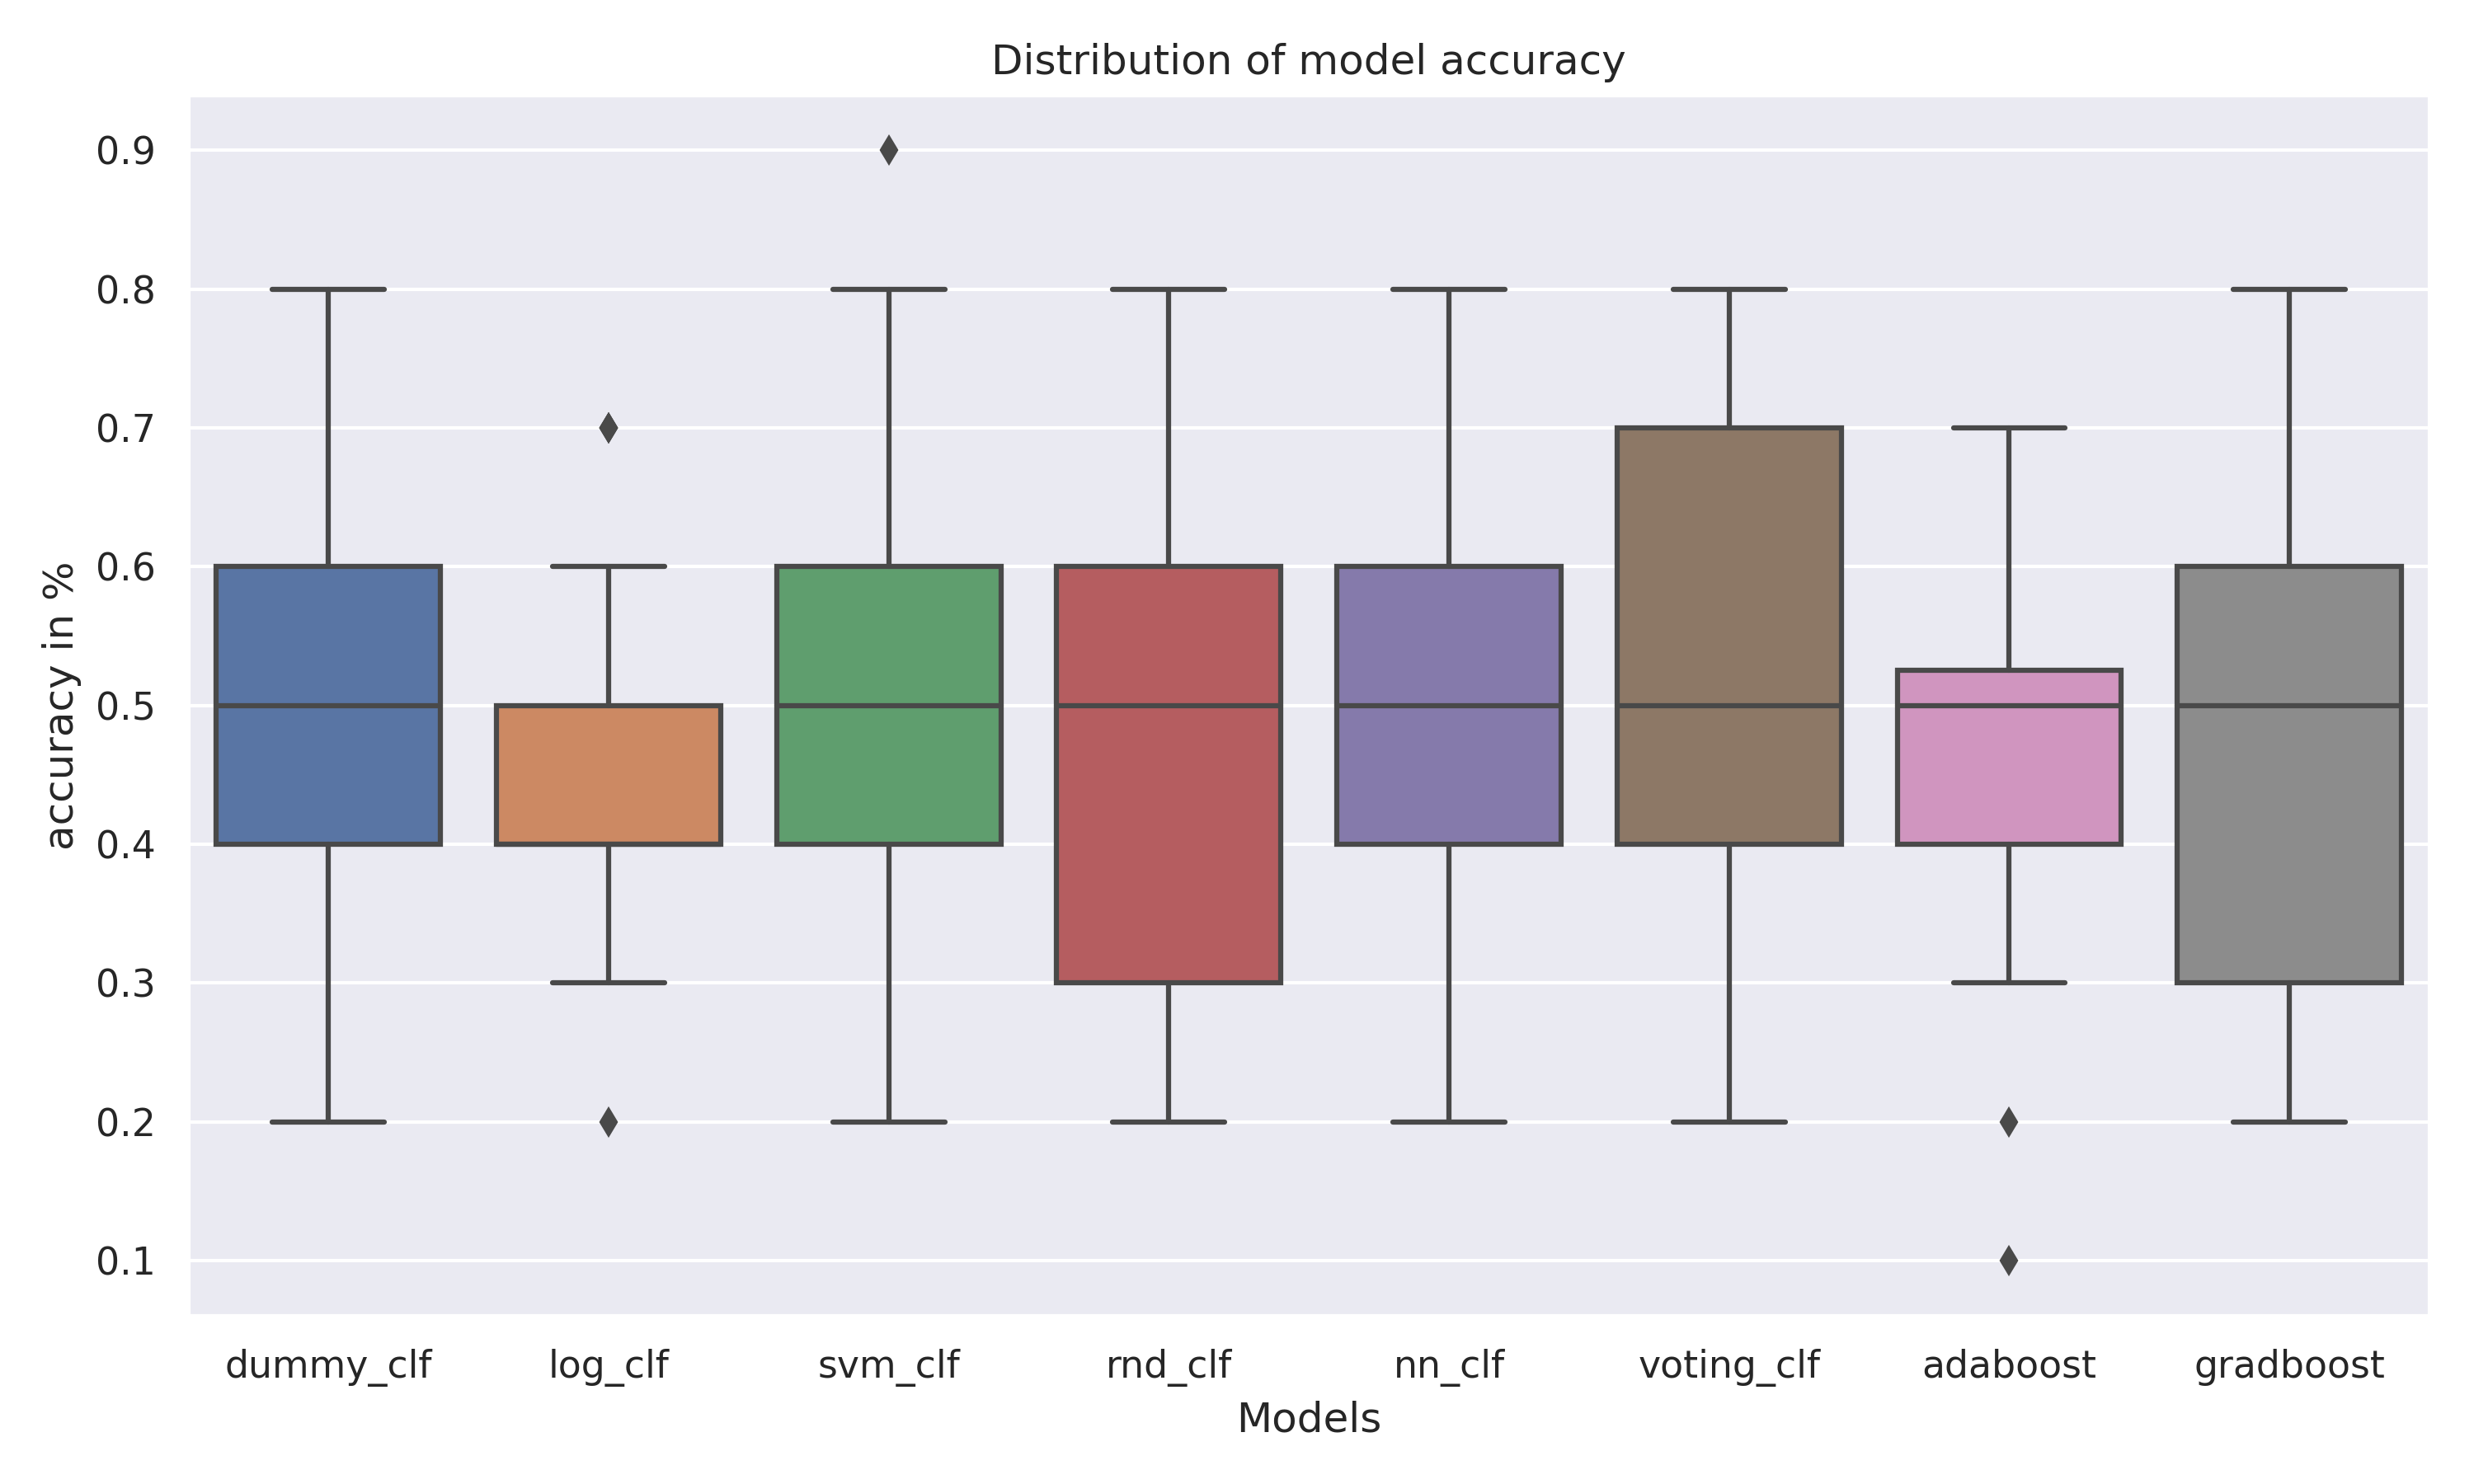 Distribution of model accuracy
accuracy in %
0.9
0.8
0.7
0.6
0.5
0.4
0.3
0.2
0.1
dummy_clf log_clf svm_clf rnd_clf nn_clf voting_clf adaboost gradboost
Models